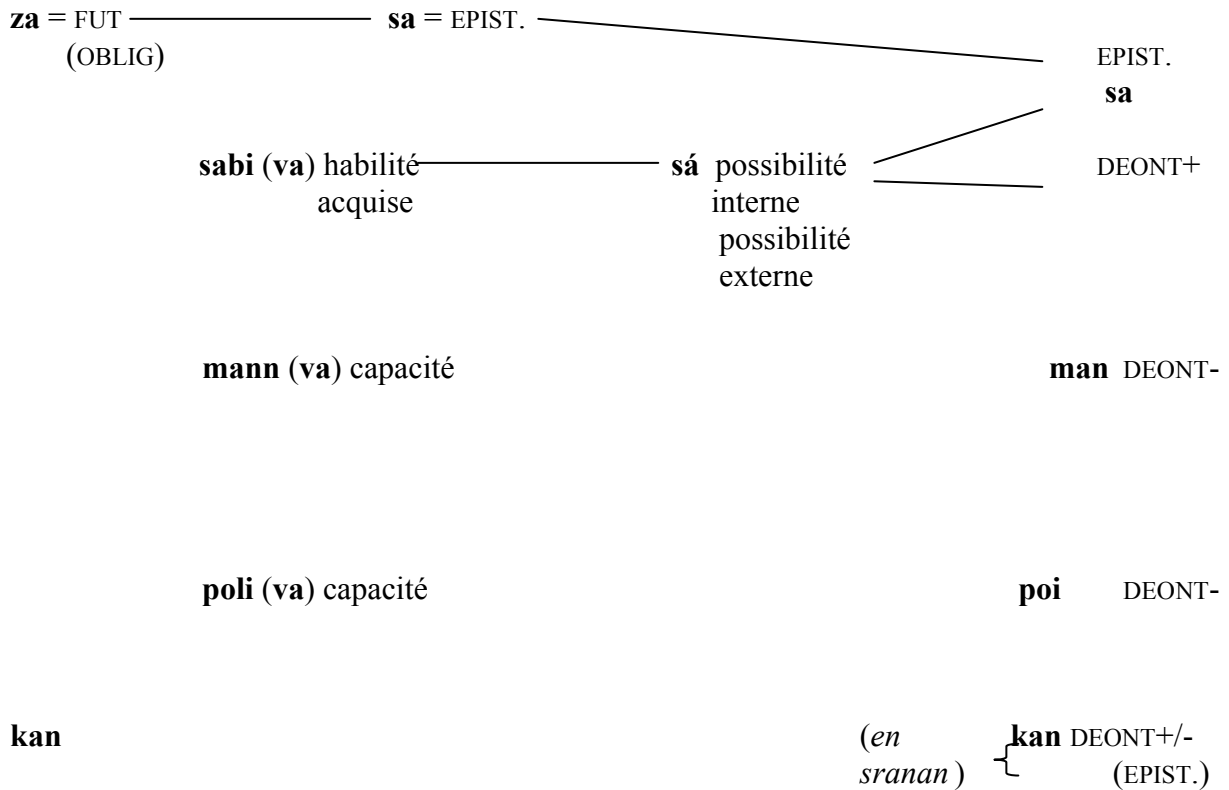 za = FUT sa = EPIST.
(OBLIG) EPIST.
sa
sabi (va) habilité sá possibilité DEONT+
acquise interne
possibilité
externe
mann (va) capacité man DEONT-
poli (va) capacité poi DEONT-
kan (en kan DEONT+/-
sranan ) (EPIST.)